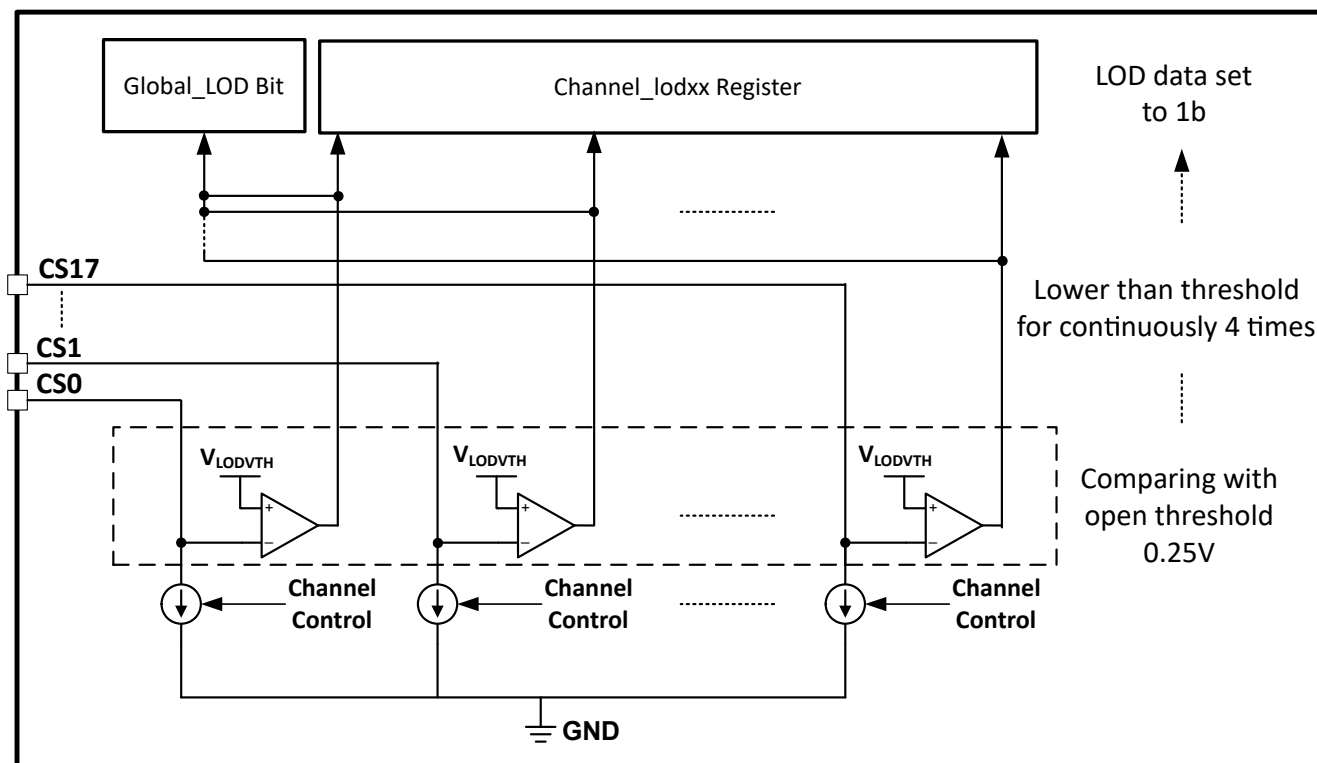 Global_LOD Bit
Channel_lodxx Register
LOD data set
to 1b
CS17
Lower than threshold
for continuously 4 times
CS1
CS0
VLODVTH
VLODVTH
VLODVTH
+
+
+
Comparing with
open threshold
0.25V
−
−
−
Channel
Control
Channel
Control
Channel
Control
GND